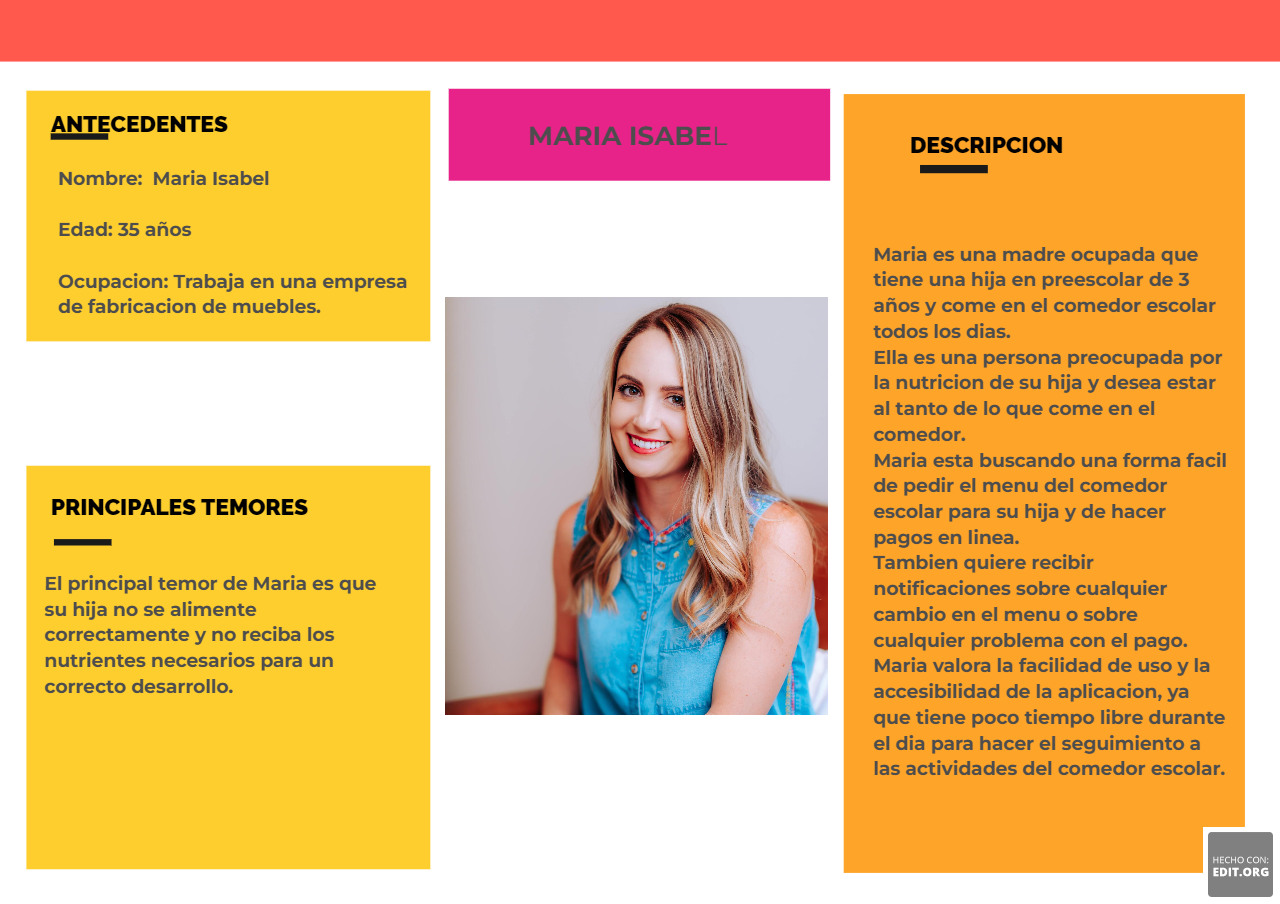 ANTECEDENTES
Nombre:  Maria Isabel
Edad: 35 años
Ocupacion: Trabaja en una empresa
de fabricacion de muebles.
PRINCIPALES TEMORES
El principal temor de Maria es que
su hija no se alimente
correctamente y no reciba los
nutrientes necesarios para un
correcto desarrollo.
MARIA ISABEL
DESCRIPCION
Maria es una madre ocupada que
tiene una hija en preescolar de 3
años y come en el comedor escolar
todos los dias.
Ella es una persona preocupada por
la nutricion de su hija y desea estar
al tanto de lo que come en el
comedor.
Maria esta buscando una forma facil
de pedir el menu del comedor
escolar para su hija y de hacer
pagos en linea.
Tambien quiere recibir
notificaciones sobre cualquier
cambio en el menu o sobre
cualquier problema con el pago.
Maria valora la facilidad de uso y la
accesibilidad de la aplicacion, ya
que tiene poco tiempo libre durante
el dia para hacer el seguimiento a
las actividades del comedor escolar.
HECHO CON:
EDIT.ORG